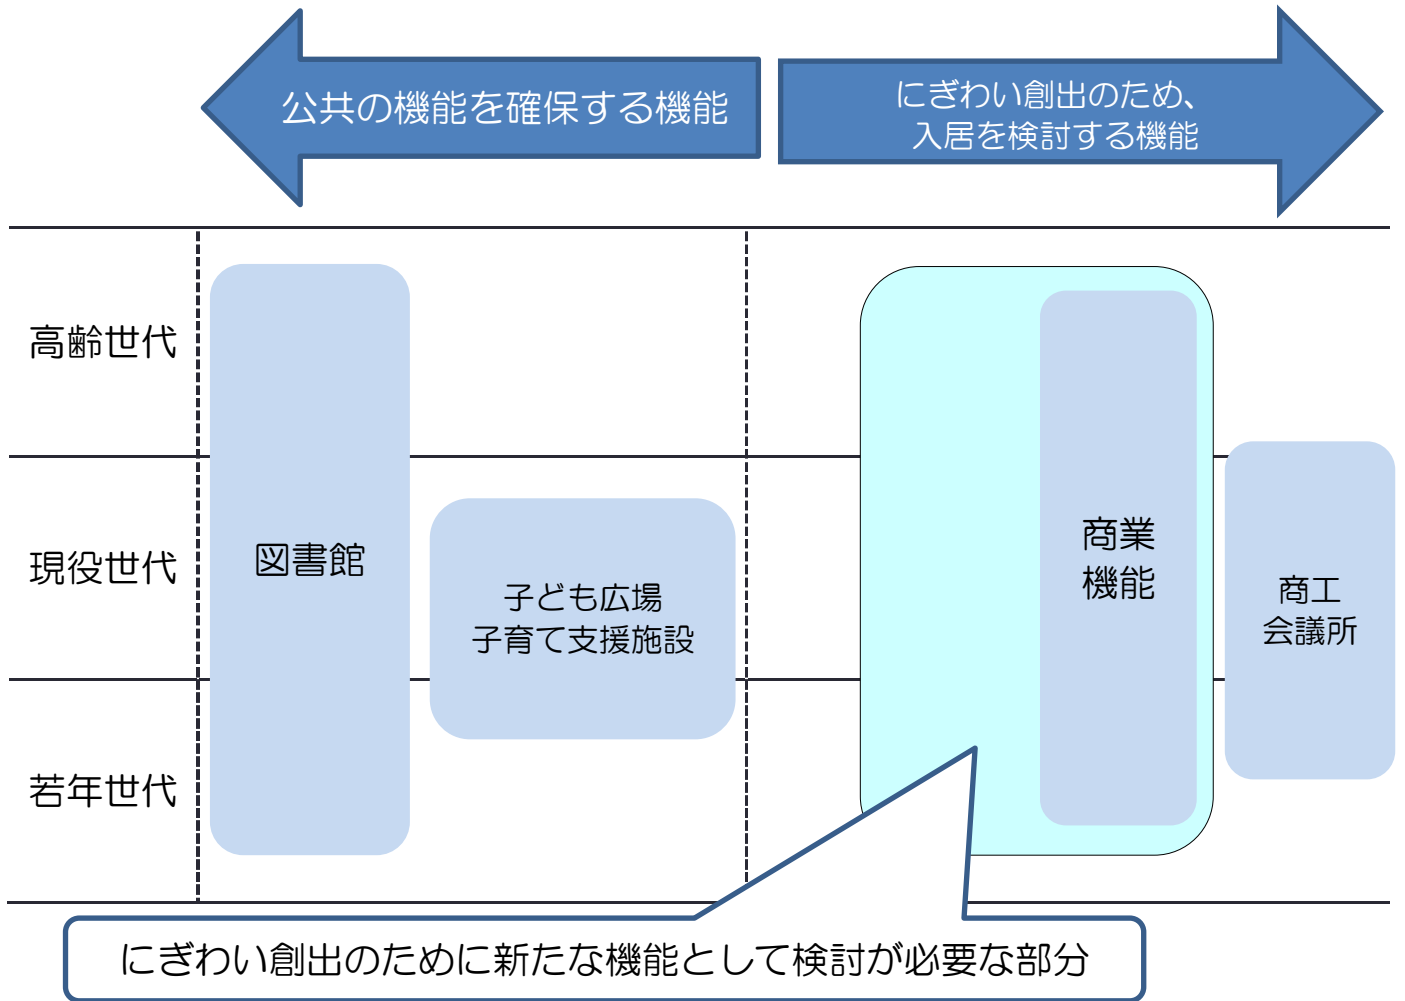 公共の機能を確保する機能
にぎわい創出のため、
入居を検討する機能
高齢世代
現役世代
若年世代
図書館
子ども広場
子育て支援施設
商業
機能
商工
会議所
にぎわい創出のために新たな機能として検討が必要な部分